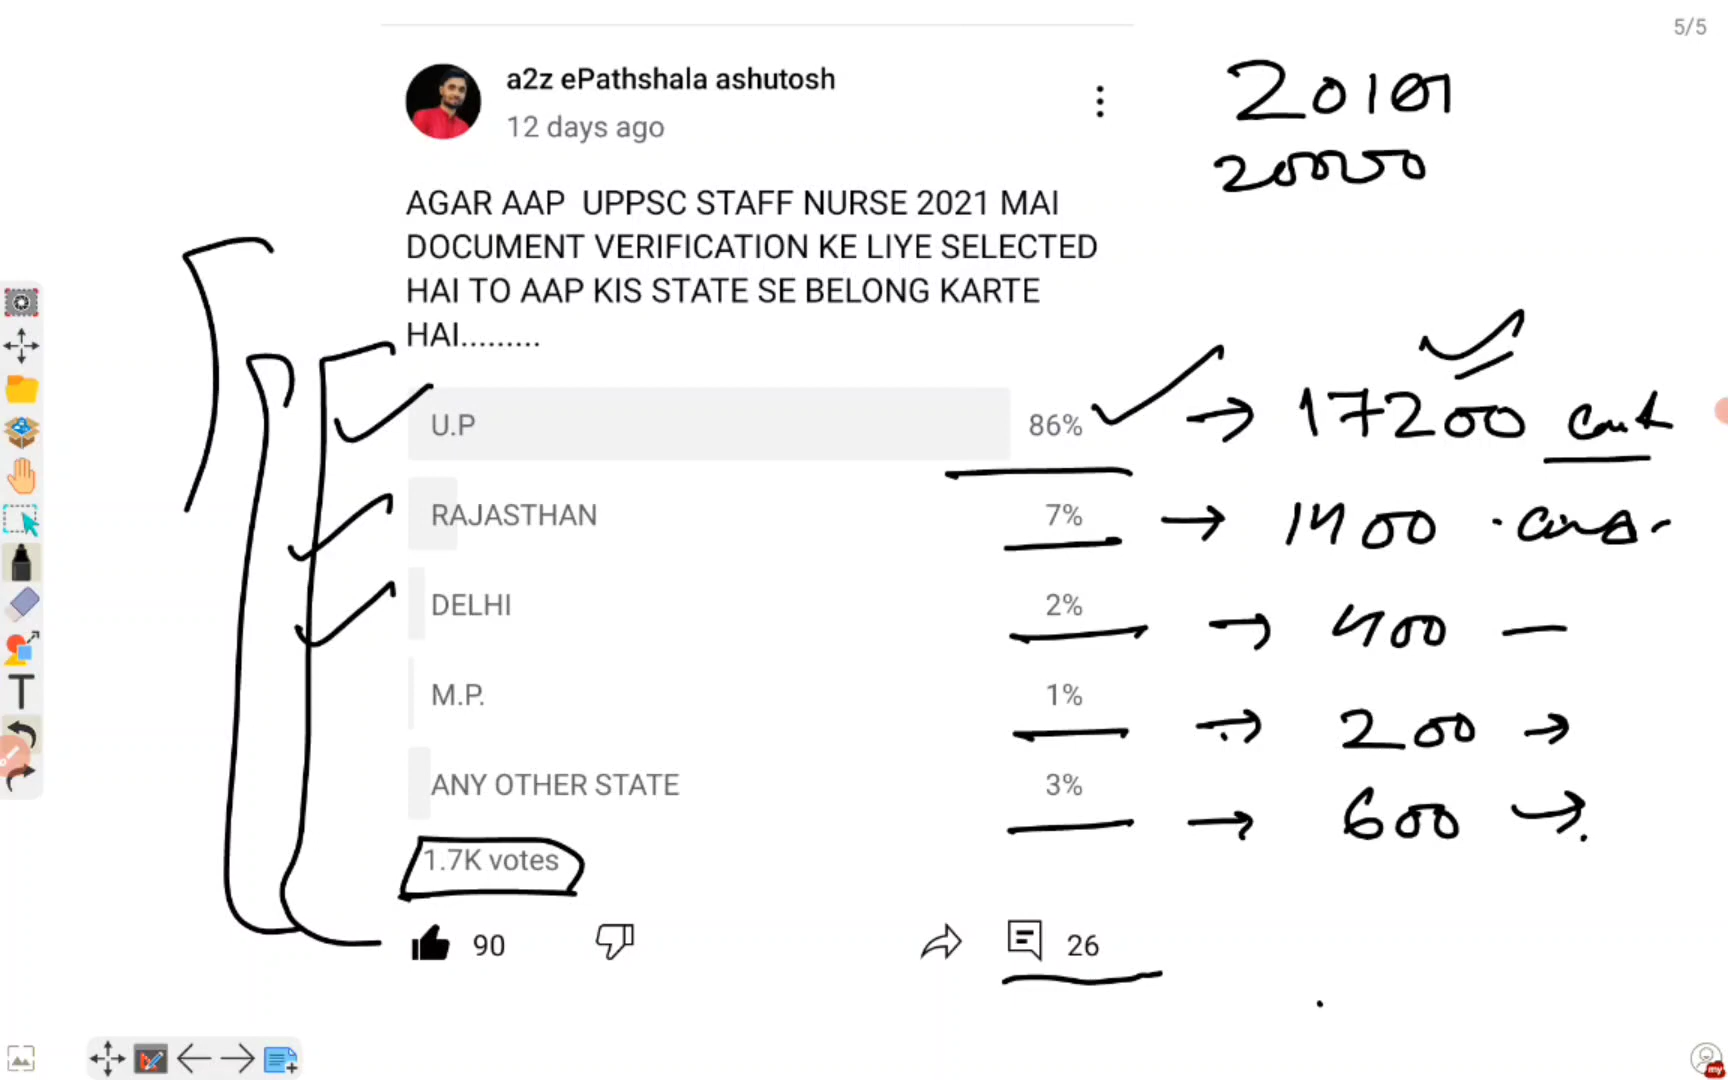 5/5
a2z ePathshala ashutosh
12 days ago
20000
AGAR AAP UPPSC STAFF NURSE 2021 MAI
DOCUMENT VERIFICATION KE LIYE SELECTED
HAI TO AAP KIS STATE SE BELONG KARTE
HAI.........
U.P 86% → 17200
RAJASTHAN 7% → 1400
DELHI 2% → 400 —
M.P. 1% → 200 →
ANY OTHER STATE 3% → 600 →
1.7K votes
90 26
T
my